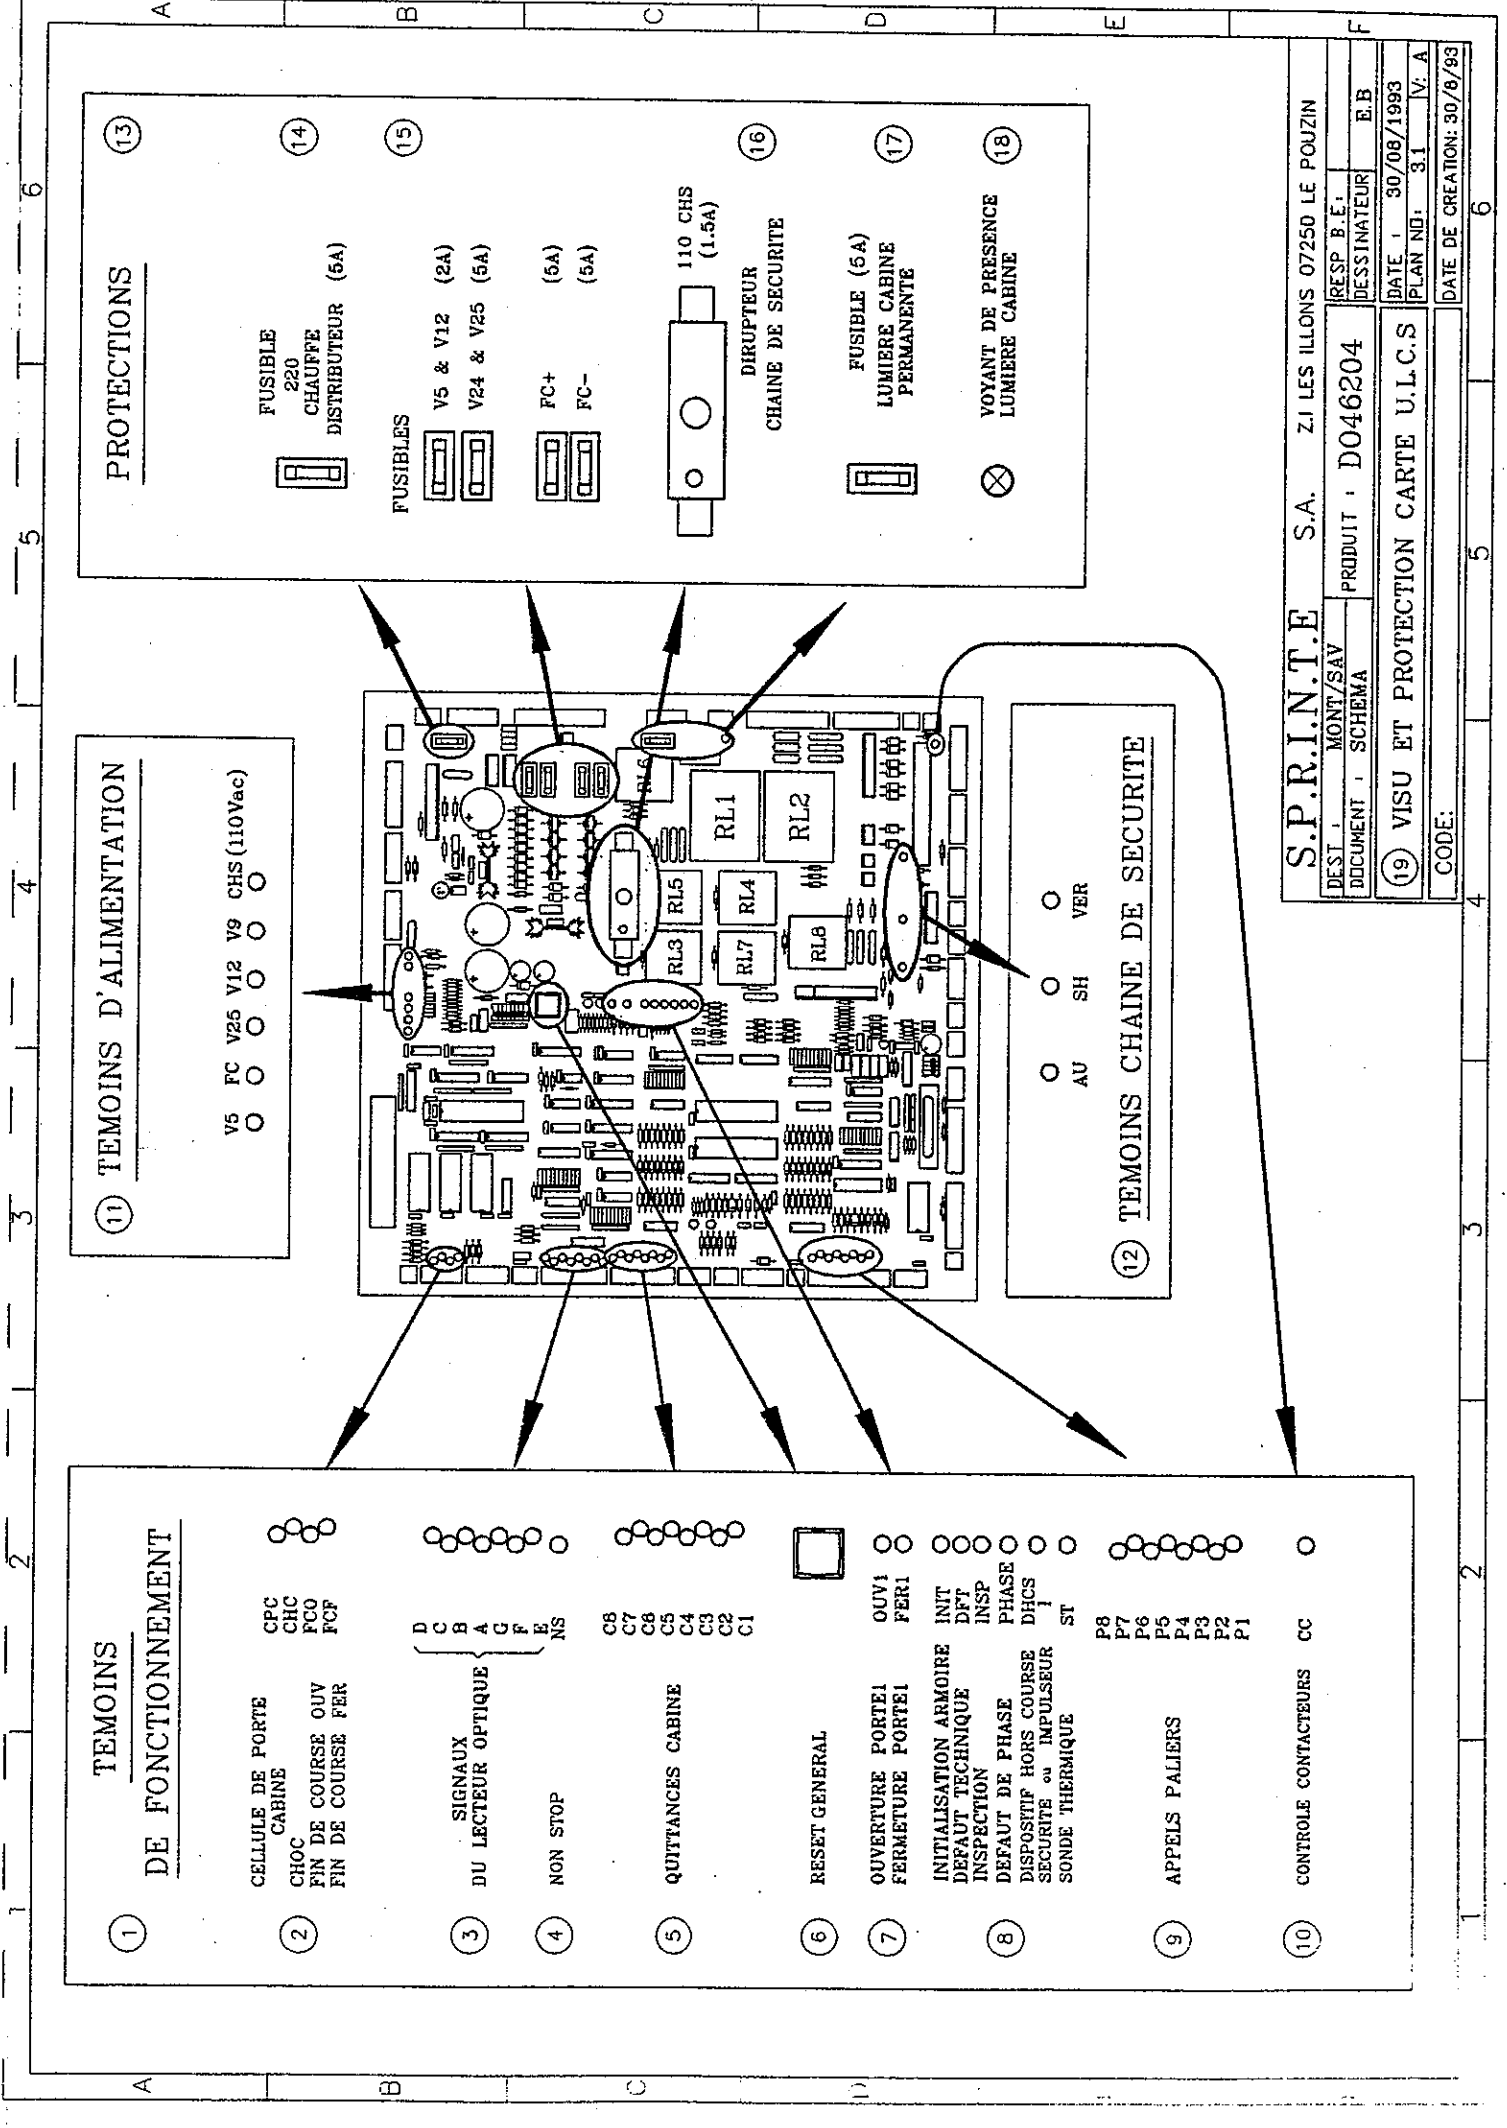 1
TEMOINS
DE FONCTIONNEMENT
2
CELLULE DE PORTE CPC
CABINE
CHOC CHC
FIN DE COURSE OUV FCO
FIN DE COURSE FER FCF
3
SIGNAUX
DU LECTEUR OPTIQUE
D
C
B
A
G
F
E
4 NON STOP NS
5 QUITTANCES CABINE
C8
C7
C6
C5
C4
C3
C2
C1
6 RESET GENERAL
7
OUVERTURE PORTE1 OUV1
FERMETURE PORTE1 FER1
8
INITIALISATION ARMOIRE INIT
DEFAUT TECHNIQUE DFT
INSPECTION INSP
DEFAUT DE PHASE PHASE
DISPOSITIF HORS COURSE DHCS
SECURITE ou IMPULSEUR I
SONDE THERMIQUE ST
9 APPELS PALIERS
P8
P7
P6
P5
P4
P3
P2
P1
10 CONTROLE CONTACTEURS CC
11 TEMOINS D'ALIMENTATION
V5 FC V25 V12 V9 CHS (110Vac)
RL6
RL1
RL2
RL5
RL4
RL3
RL7
RL8
12 TEMOINS CHAINE DE SECURITE
AU SH VER
PROTECTIONS 13
FUSIBLE 14
220
CHAUFFE
DISTRIBUTEUR (5A)
FUSIBLES 15
V5 & V12 (2A)
V24 & V25 (5A)
FC+ (5A)
FC- (5A)
110 CHS
(1.5A)
DIRUPTEUR 16
CHAINE DE SECURITE
FUSIBLE (5A) 17
LUMIERE CABINE
PERMANENTE
VOYANT DE PRESENCE 18
LUMIERE CABINE
S.P.R.I.N.T.E S.A. Z.I LES ILLONS 07250 LE POUZIN
DEST : MONT/SAV
DOCUMENT : SCHEMA
PRODUIT : DO46204
RESP B.E:
DESSINATEUR E.B
19 VISU ET PROTECTION CARTE U.L.C.S
DATE : 30/08/1993
PLAN NO: 3.1 V: A
CODE:
DATE DE CREATION: 30/8/93
A B C D E F
1 2 3 4 5 6
A B C D
1 2 3 4 5 6